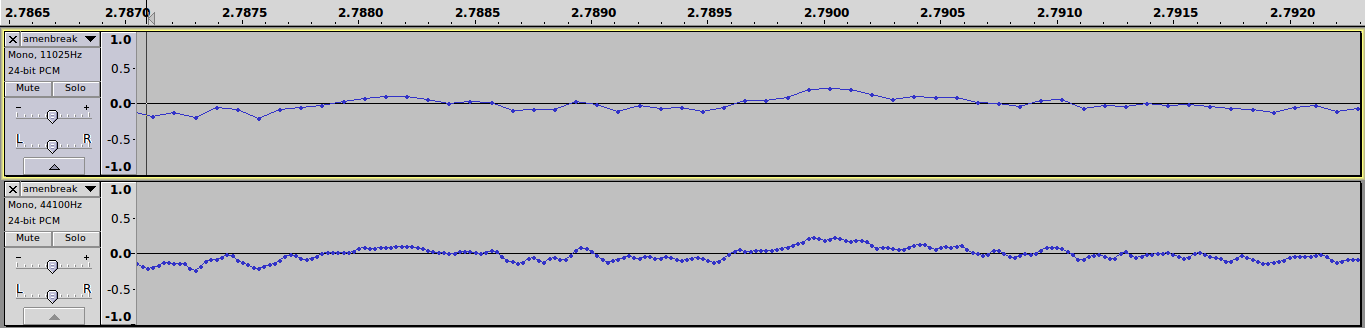 2.7865 2.7870 2.7875 2.7880 2.7885 2.7890 2.7895 2.7900 2.7905 2.7910 2.7915 2.7920
X amenbreak 1.0
Mono, 11025Hz
24-bit PCM 0.5
Mute Solo
- + 0.0
L R -0.5
-1.0
X amenbreak 1.0
Mono, 44100Hz
24-bit PCM 0.5
Mute Solo
- + 0.0
L R -0.5
-1.0